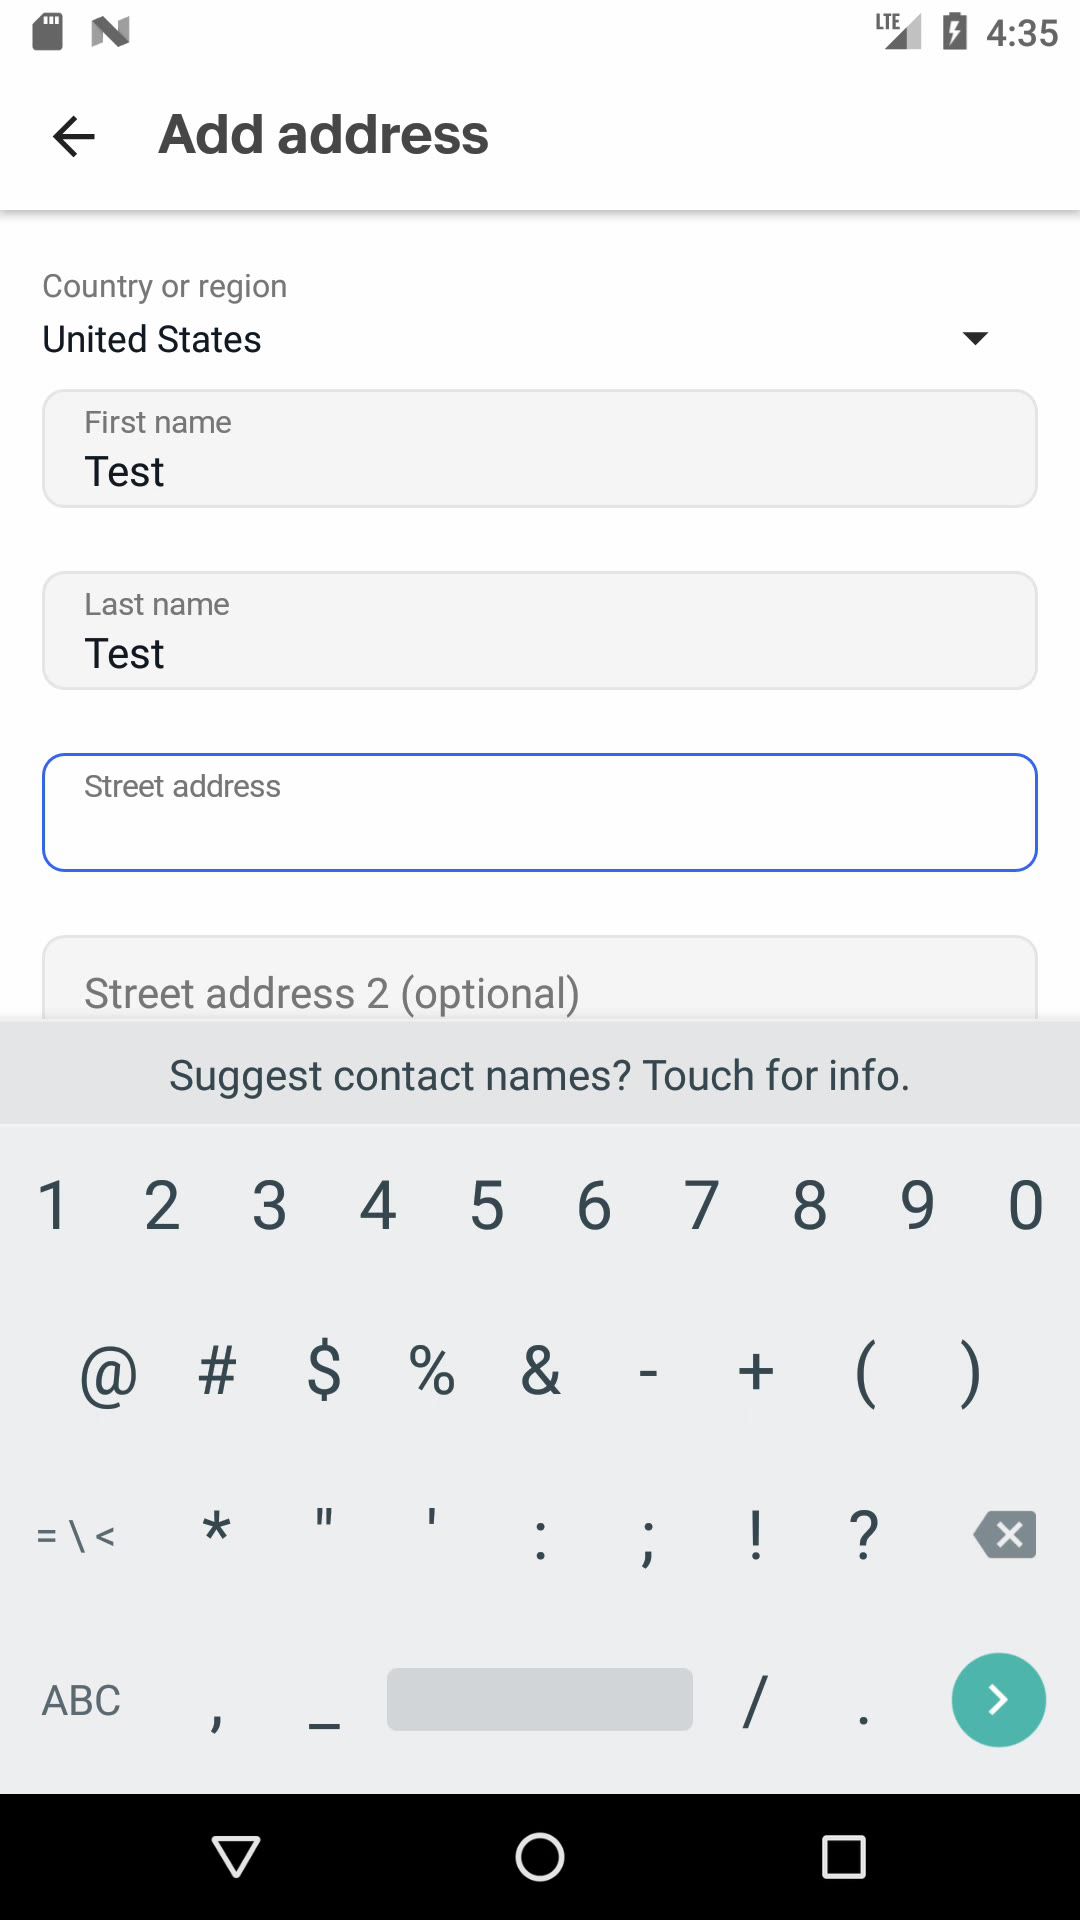 LTE 4:35
Add address
Country or region
United States
First name
Test
Last name
Test
Street address
Street address 2 (optional)
Suggest contact names? Touch for info.
1 2 3 4 5 6 7 8 9 0
@ # $ % & - + ( )
= \ < * " ' : ; ! ?
ABC , _ / .